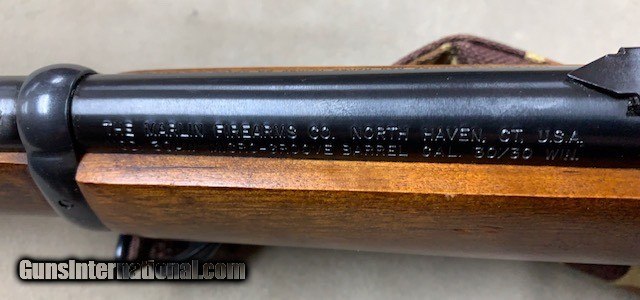 THE MARLIN FIREARMS CO. NORTH HAVEN, CT. U.S.A.
BARREL CAL. 30/30 WIN.
GunsInternational.com